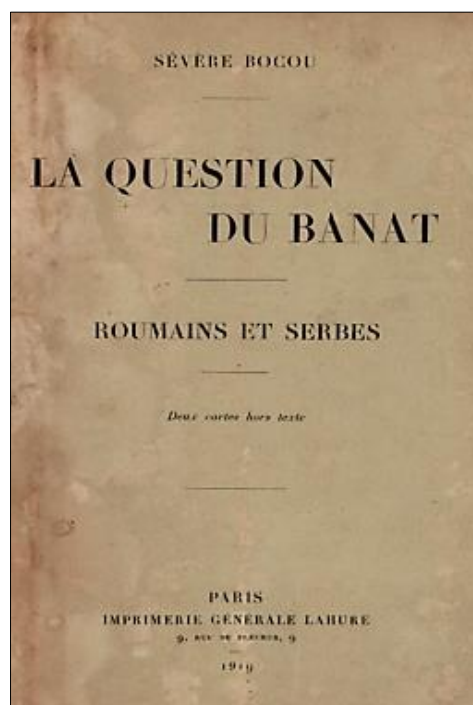 SÉVÈRE BOCOU
LA QUESTION
DU BANAT
ROUMAINS ET SERBES
Deux cartes hors texte
PARIS
IMPRIMERIE GÉNÉRALE LAHURE
9, RUE DE FLEURUS, 9
1919